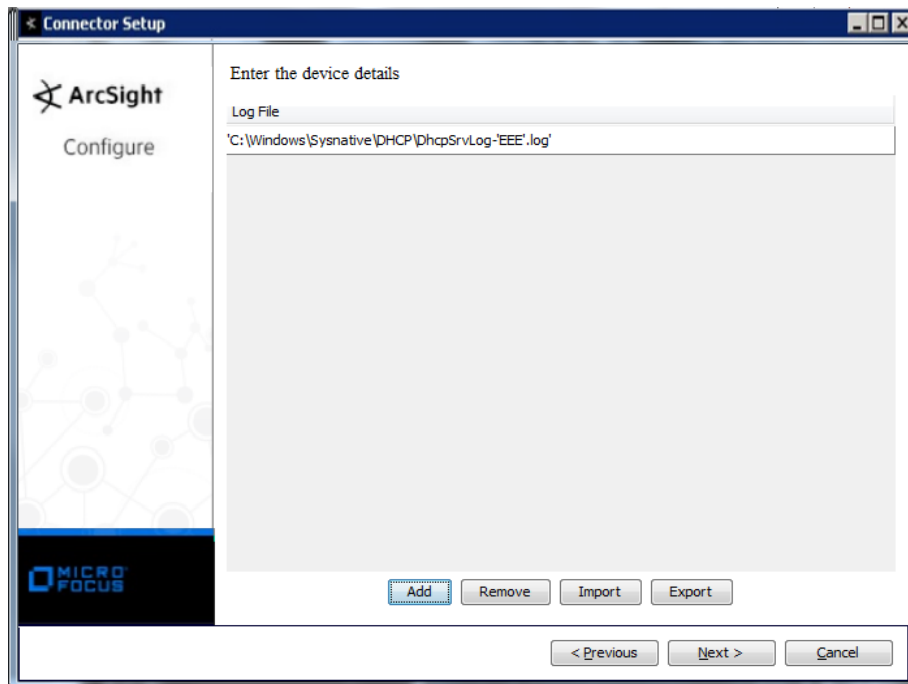 Connector Setup
ArcSight
Configure
Enter the device details
Log File
'C:\Windows\Sysnative\DHCP\DhcpSrvLog-'EEE'.log'
MICRO
FOCUS
Add Remove Import Export
< Previous Next > Cancel